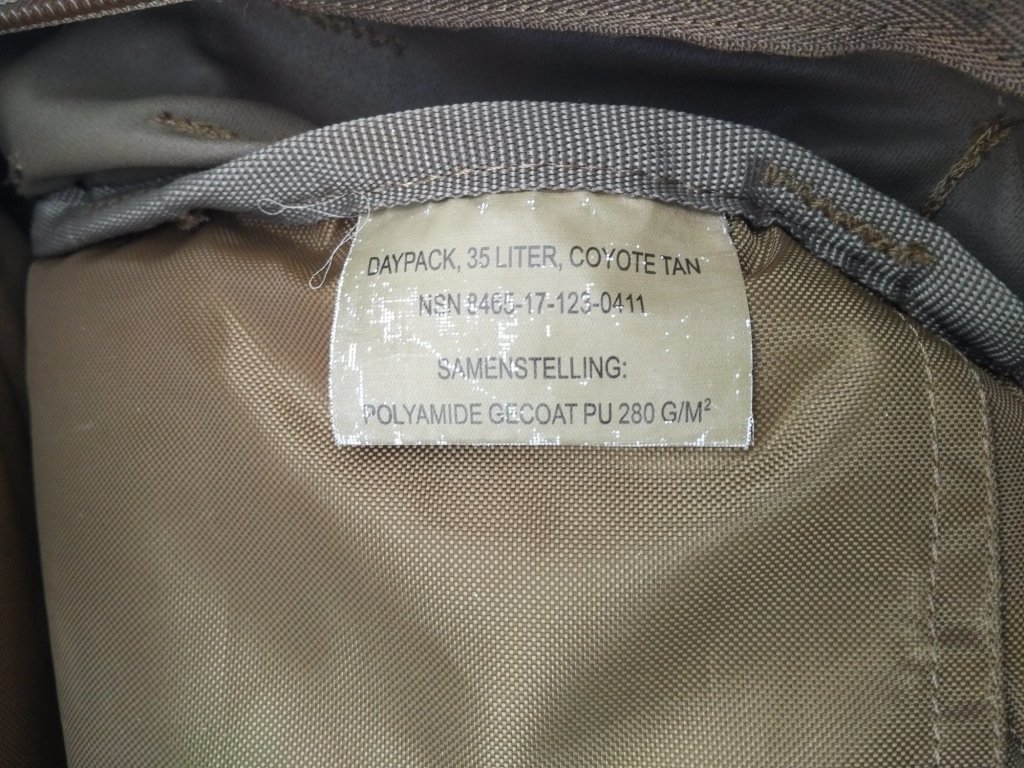 DAYPACK, 35 LITER, COYOTE TAN
NSN 8465-17-123-0411
SAMENSTELLING:
POLYAMIDE GECOAT PU 280 G/M²